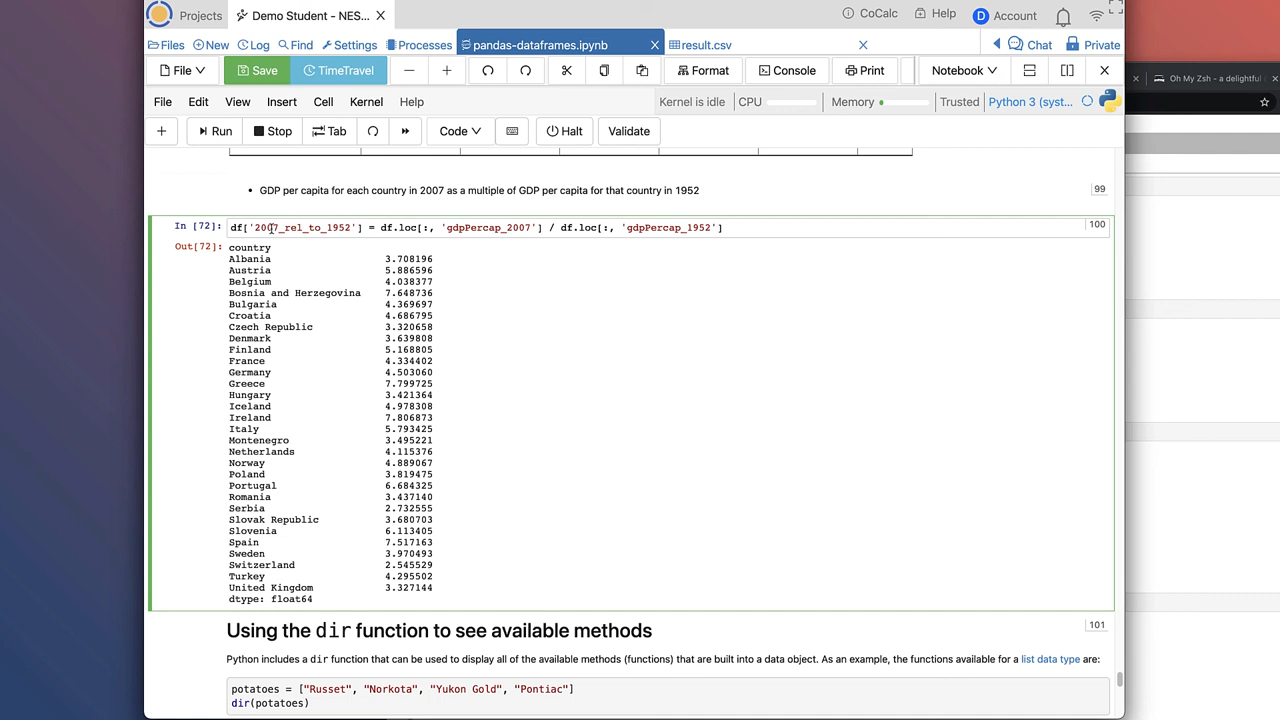 Projects
Demo Student - NES...
CoCalc
Help
D Account
Files New Log Find Settings Processes pandas-dataframes.ipynb result.csv Chat Private
File Save TimeTravel Format Console Print Notebook
Oh My Zsh - a delightful
File Edit View Insert Cell Kernel Help Kernel is idle CPU Memory Trusted Python 3 (syst...
Run Stop Tab Code Halt Validate
• GDP per capita for each country in 2007 as a multiple of GDP per capita for that country in 1952
99
In [72]: df['2007_rel_to_1952'] = df.loc[:, 'gdpPercap_2007'] / df.loc[:, 'gdpPercap_1952']
100
Out[72]: country
Albania 3.708196
Austria 5.886596
Belgium 4.038377
Bosnia and Herzegovina 7.648736
Bulgaria 4.369697
Croatia 4.686795
Czech Republic 3.320658
Denmark 3.639808
Finland 5.168805
France 4.334402
Germany 4.503060
Greece 7.799725
Hungary 3.421364
Iceland 4.978308
Ireland 7.806873
Italy 5.793425
Montenegro 3.495221
Netherlands 4.115376
Norway 4.889067
Poland 3.819475
Portugal 6.684325
Romania 3.437140
Serbia 2.732555
Slovak Republic 3.680703
Slovenia 6.113405
Spain 7.517163
Sweden 3.970493
Switzerland 2.545529
Turkey 4.295502
United Kingdom 3.327144
dtype: float64
Using the dir function to see available methods
101
Python includes a dir function that can be used to display all of the available methods (functions) that are built into a data object. As an example, the functions available for a list data type are:
potatoes = ["Russet", "Norkota", "Yukon Gold", "Pontiac"]
dir(potatoes)